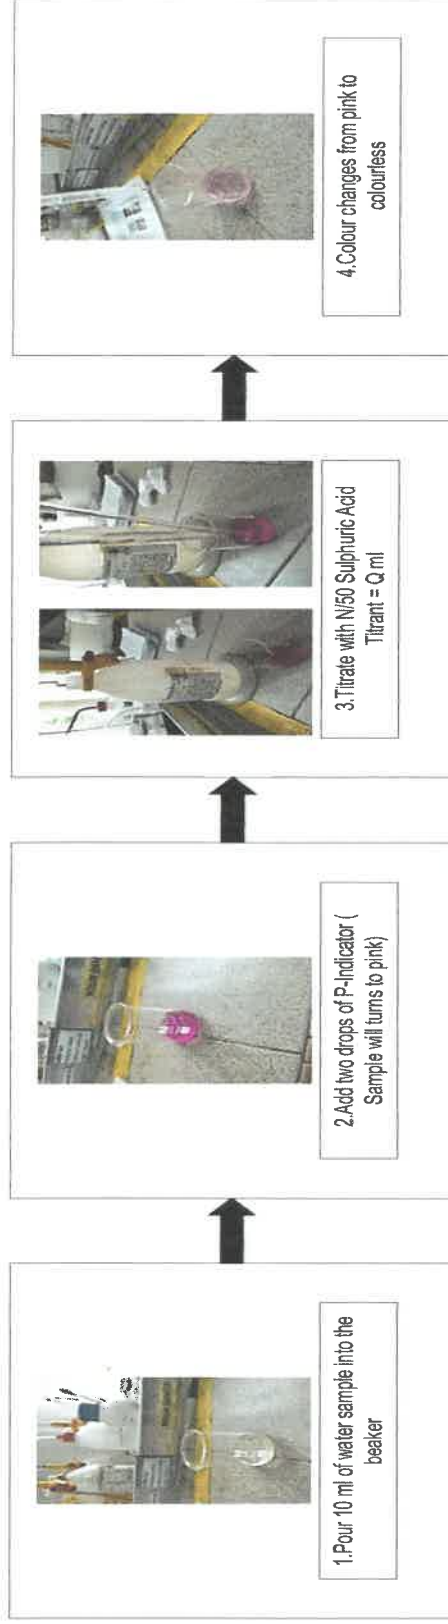 1.Pour 10 ml of water sample into the
beaker
2.Add two drops of P-Indicator (
Sample will turns to pink)
3.Titrate with N/50 Sulphuric Acid
Titrant = Q ml
4.Colour changes from pink to
colourless